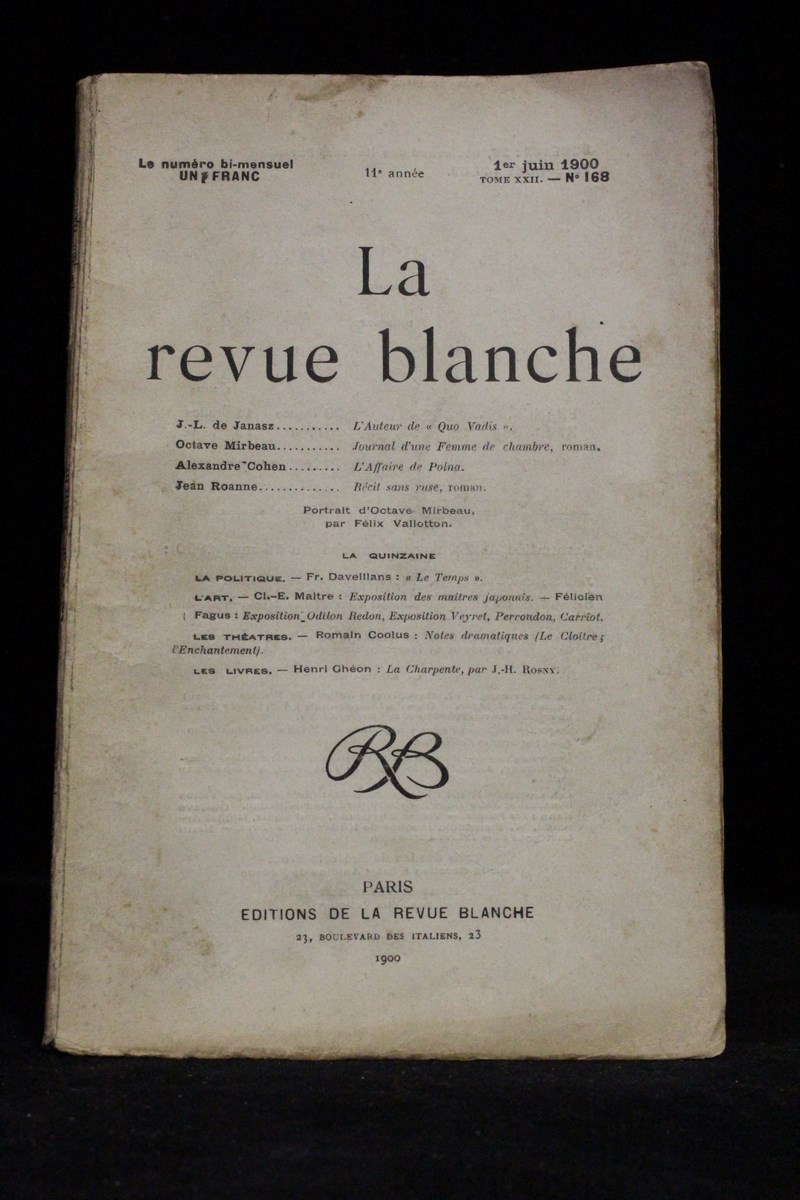 Le numéro bi-mensuel
UN FRANC
11e année
1er juin 1900
TOME XXII. — No 168
La
revue blanche
J.-L. de Janasz........... L'Auteur de « Quo Vadis ».
Octave Mirbeau........... Journal d'une Femme de chambre, roman.
Alexandre Cohen......... L'Affaire de Polna.
Jean Roanne.............. Récit sans ruse, roman.
Portrait d'Octave Mirbeau,
par Félix Vallotton.
LA QUINZAINE
LA POLITIQUE. — Fr. Daveillans : « Le Temps ».
L'ART. — Cl.-E. Maitre : Exposition des maîtres japonais. — Félicien
Fagus : Exposition Odilon Redon, Exposition Veyret, Perrondon, Carriot.
LES THÉATRES. — Romain Coolus : Notes dramatiques (Le Cloître;
l'Enchantement).
LES LIVRES. — Henri Ghéon : La Charpente, par J.-H. ROSNY.
RB
PARIS
EDITIONS DE LA REVUE BLANCHE
23, BOULEVARD DES ITALIENS, 23
1900